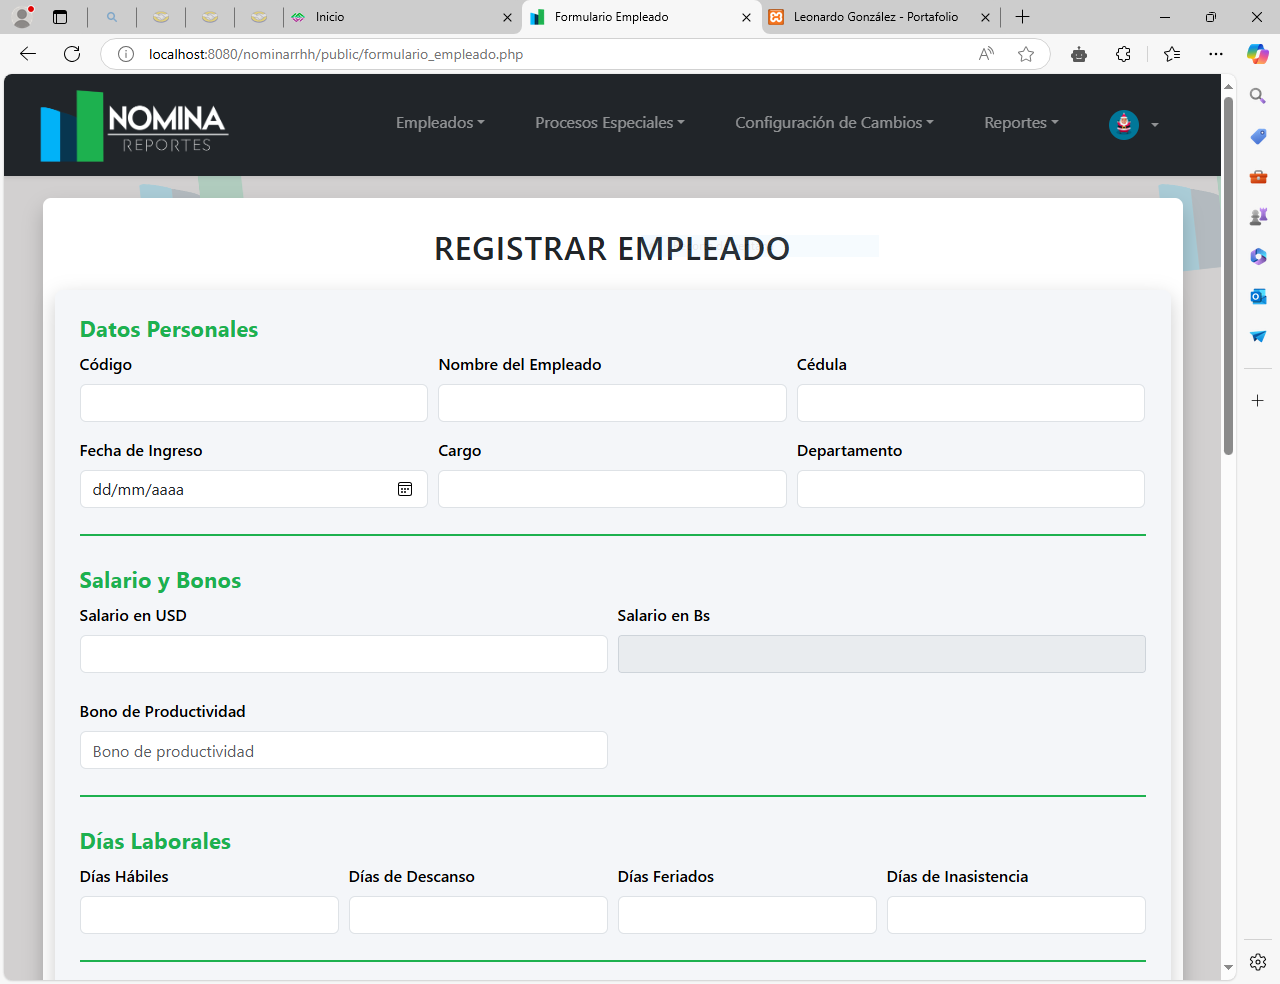 Inicio
Formulario Empleado
Leonardo González - Portafolio
localhost:8080/nominarrhh/public/formulario_empleado.php
NOMINA
REPORTES
Empleados
Procesos Especiales
Configuración de Cambios
Reportes
REGISTRAR EMPLEADO
Datos Personales
Código
Nombre del Empleado
Cédula
Fecha de Ingreso
Cargo
Departamento
dd/mm/aaaa
Salario y Bonos
Salario en USD
Salario en Bs
Bono de Productividad
Bono de productividad
Días Laborales
Días Hábiles
Días de Descanso
Días Feriados
Días de Inasistencia